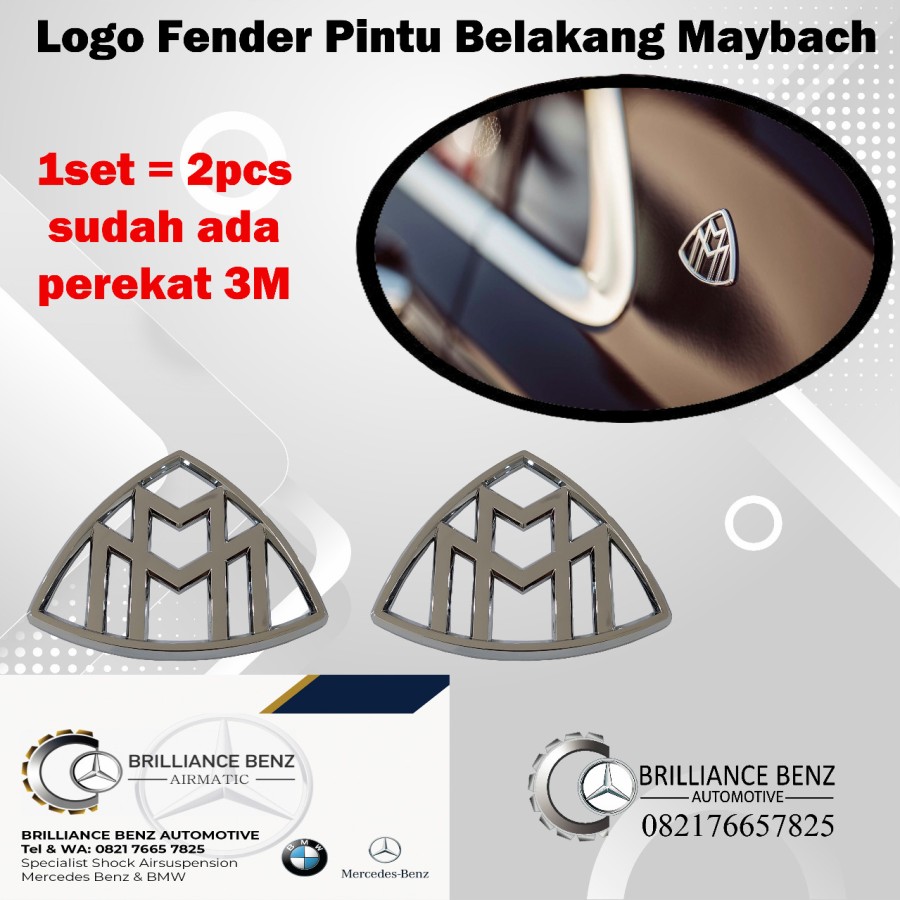 Logo Fender Pintu Belakang Maybach
1set = 2pcs
sudah ada
perekat 3M
BRILLIANCE BENZ
AIRMATIC
BRILLIANCE BENZ AUTOMOTIVE
Tel & WA: 0821 7665 7825
Specialist Shock Airsuspension
Mercedes Benz & BMW
BMW
Mercedes-Benz
BRILLIANCE BENZ
AUTOMOTIVE
082176657825